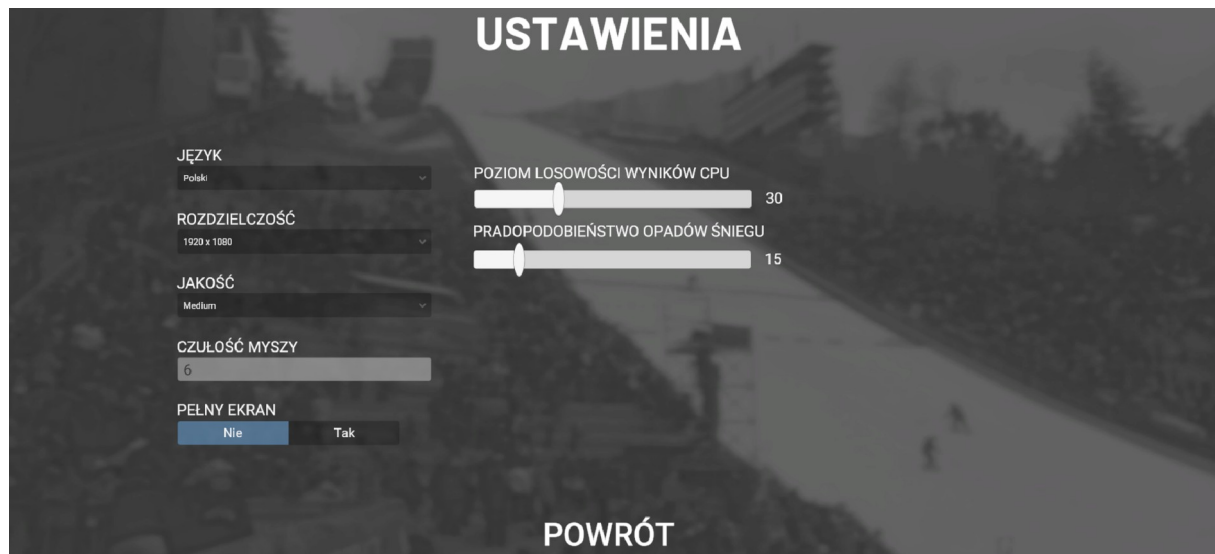 USTAWIENIA
JĘZYK
Polski
ROZDZIELCZOŚĆ
1920 x 1080
JAKOŚĆ
Medium
CZUŁOŚĆ MYSZY
6
PEŁNY EKRAN
Nie Tak
POZIOM LOSOWOŚCI WYNIKÓW CPU
30
PRADOPODOBIEŃSTWO OPADÓW ŚNIEGU
15
POWRÓT